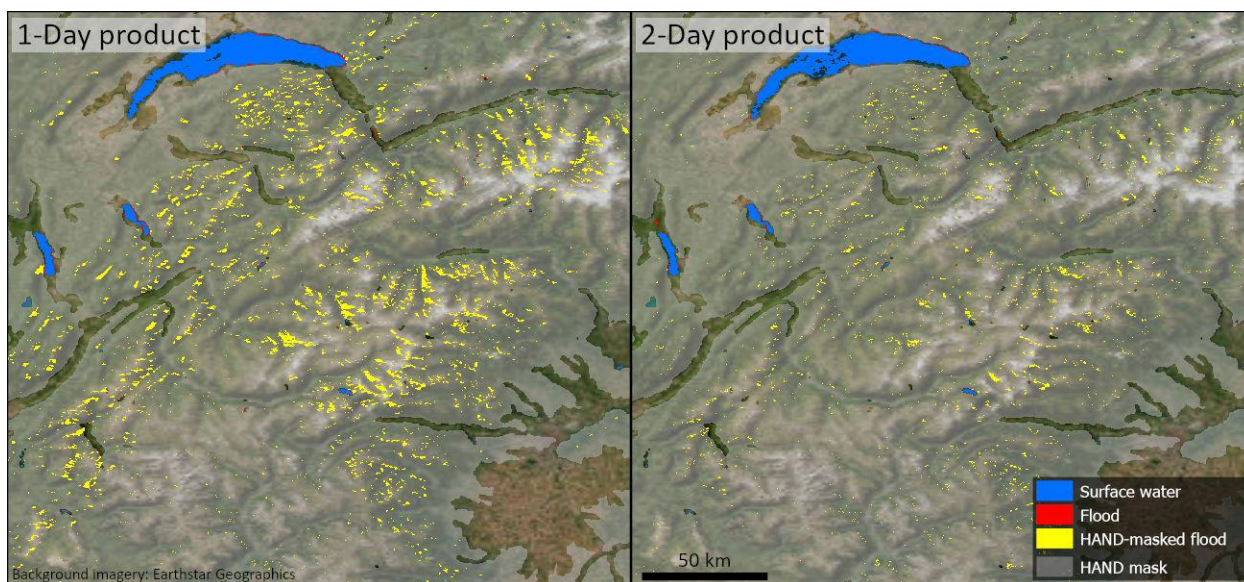 1-Day product
2-Day product
Surface water
Flood
HAND-masked flood
HAND mask
50 km
Background imagery: Earthstar Geographics